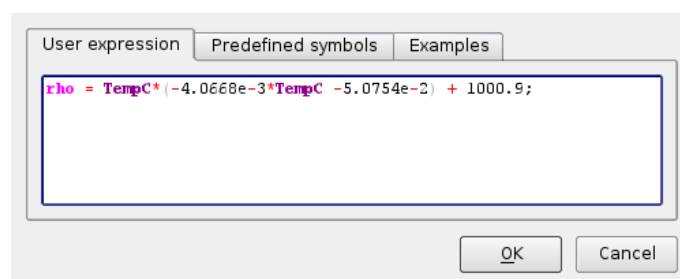 User expression Predefined symbols Examples
rho = TempC*(-4.0668e-3*TempC -5.0754e-2) + 1000.9;
OK Cancel